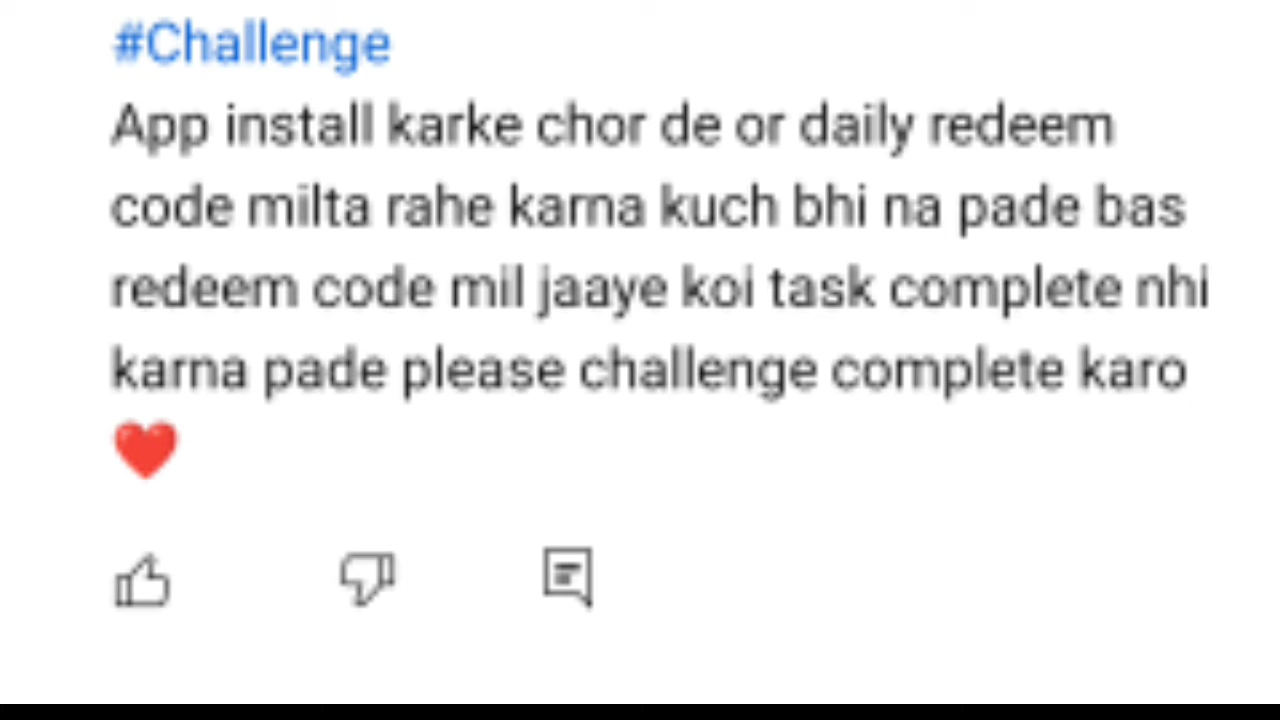 #Challenge
App install karke chor de or daily redeem
code milta rahe karna kuch bhi na pade bas
redeem code mil jaaye koi task complete nhi
karna pade please challenge complete karo
❤️